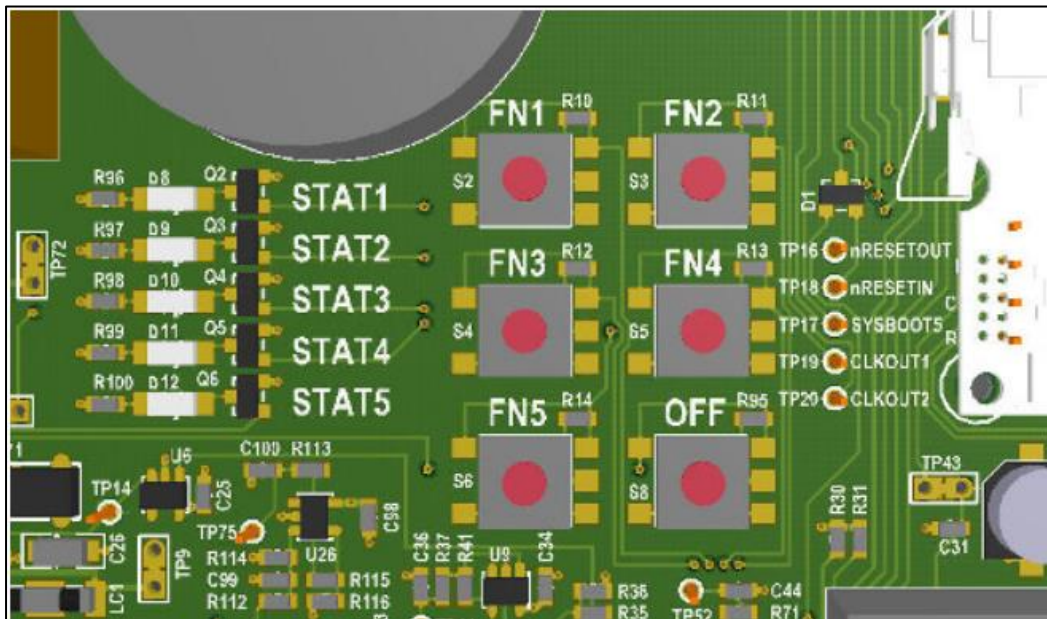 FN1
R10
FN2
R11
R96
D8
Q2
STAT1
S2
S3
D1
R97
D9
Q3
STAT2
TP72
R98
D10
Q4
STAT3
FN3
R12
FN4
R13
TP16
nRESETOUT
TP18
nRESETIN
R99
D11
Q5
STAT4
S4
S5
TP17
SYSBOOT5
TP19
CLKOUT1
C
R
R100
D12
Q6
STAT5
FN5
R14
OFF
R95
TP20
CLKOUT2
71
U6
C100
R113
S6
S8
TP43
TP14
C25
TP75
C98
R30
R31
C26
TP9
R114
U26
C36
R37
R41
U9
C34
C31
C99
R115
LC1
R112
R116
R36
C44
R35
TP52
R71